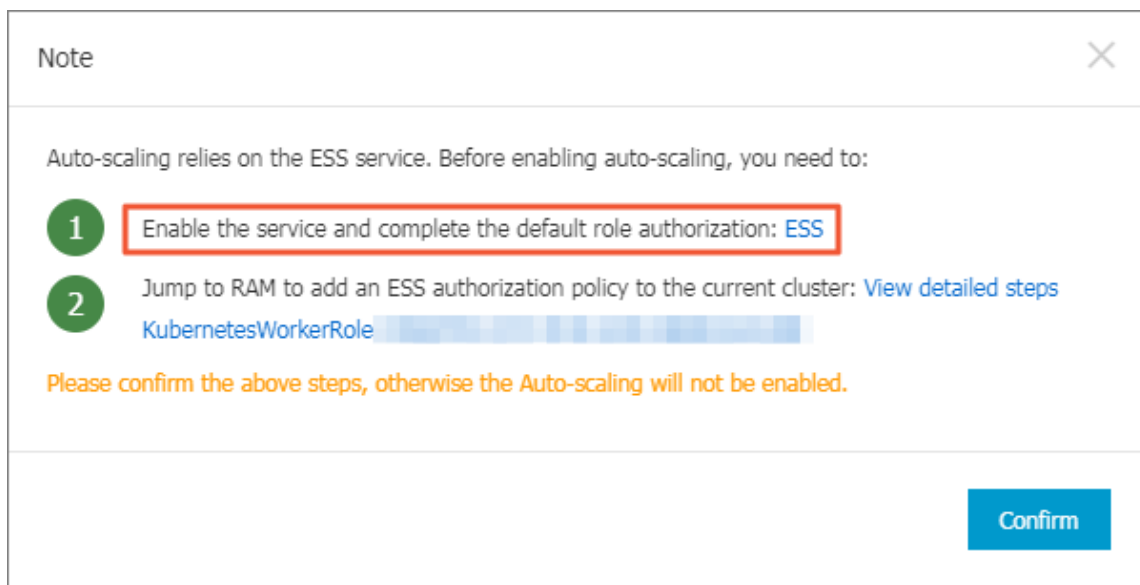 Note
Auto-scaling relies on the ESS service. Before enabling auto-scaling, you need to:
1
Enable the service and complete the default role authorization: ESS
2
Jump to RAM to add an ESS authorization policy to the current cluster: View detailed steps
KubernetesWorkerRole
Please confirm the above steps, otherwise the Auto-scaling will not be enabled.
Confirm